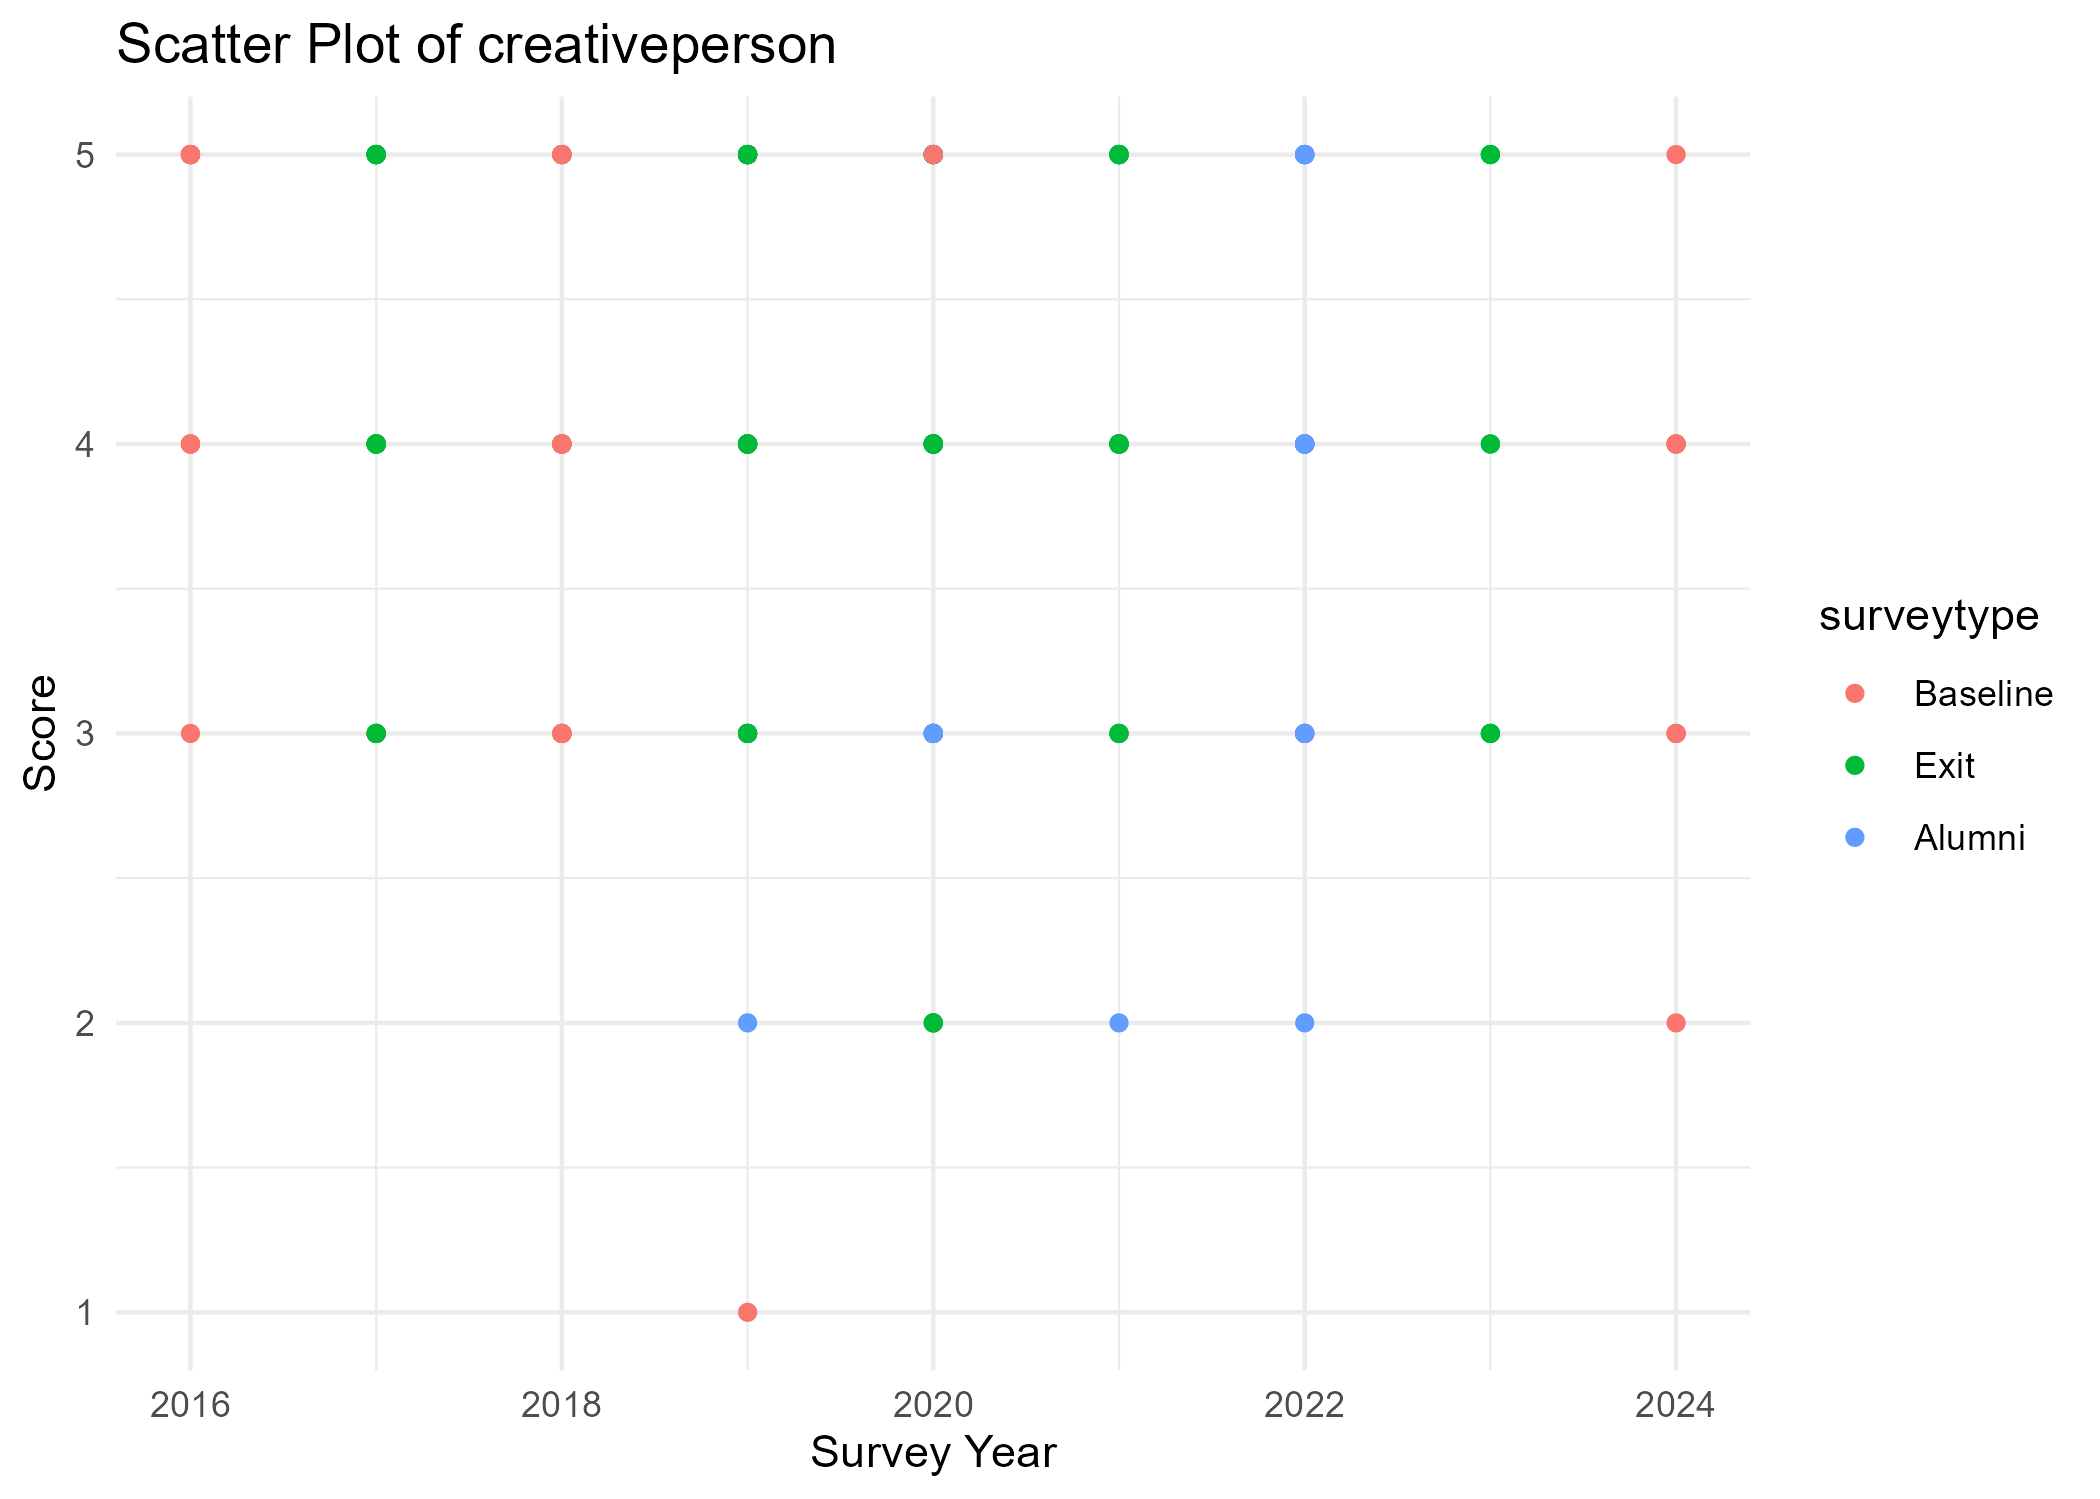 Scatter Plot of creativeperson
5
4
3
2
1
Score
2016 2018 2020 2022 2024
Survey Year
surveytype
Baseline
Exit
Alumni